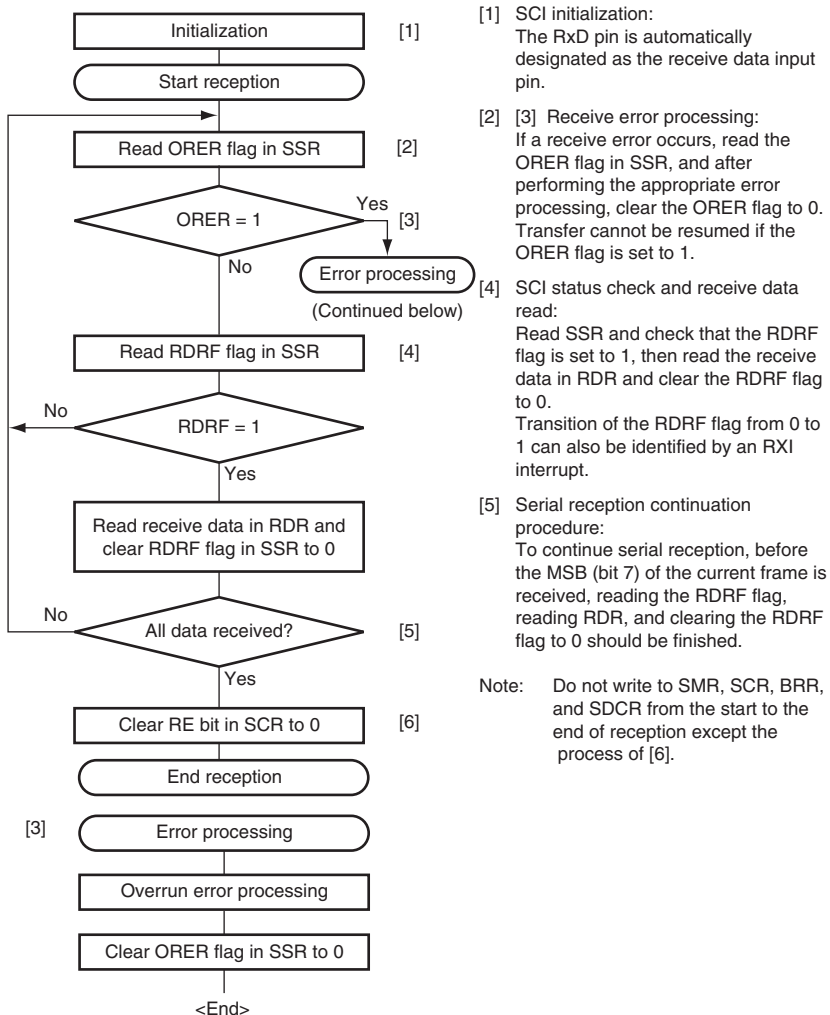 Initialization
[1]
Start reception
Read ORER flag in SSR
[2]
ORER = 1
Yes
[3]
No
Error processing
(Continued below)
Read RDRF flag in SSR
[4]
No
RDRF = 1
Yes
Read receive data in RDR and
clear RDRF flag in SSR to 0
No
All data received?
[5]
Yes
Clear RE bit in SCR to 0
[6]
End reception
[3]
Error processing
Overrun error processing
Clear ORER flag in SSR to 0
<End>
[1] SCI initialization:
The RxD pin is automatically
designated as the receive data input
pin.
[2] [3] Receive error processing:
If a receive error occurs, read the
ORER flag in SSR, and after
performing the appropriate error
processing, clear the ORER flag to 0.
Transfer cannot be resumed if the
ORER flag is set to 1.
[4] SCI status check and receive data
read:
Read SSR and check that the RDRF
flag is set to 1, then read the receive
data in RDR and clear the RDRF flag
to 0.
Transition of the RDRF flag from 0 to
1 can also be identified by an RXI
interrupt.
[5] Serial reception continuation
procedure:
To continue serial reception, before
the MSB (bit 7) of the current frame is
received, reading the RDRF flag,
reading RDR, and clearing the RDRF
flag to 0 should be finished.
Note: Do not write to SMR, SCR, BRR,
and SDCR from the start to the
end of reception except the
process of [6].